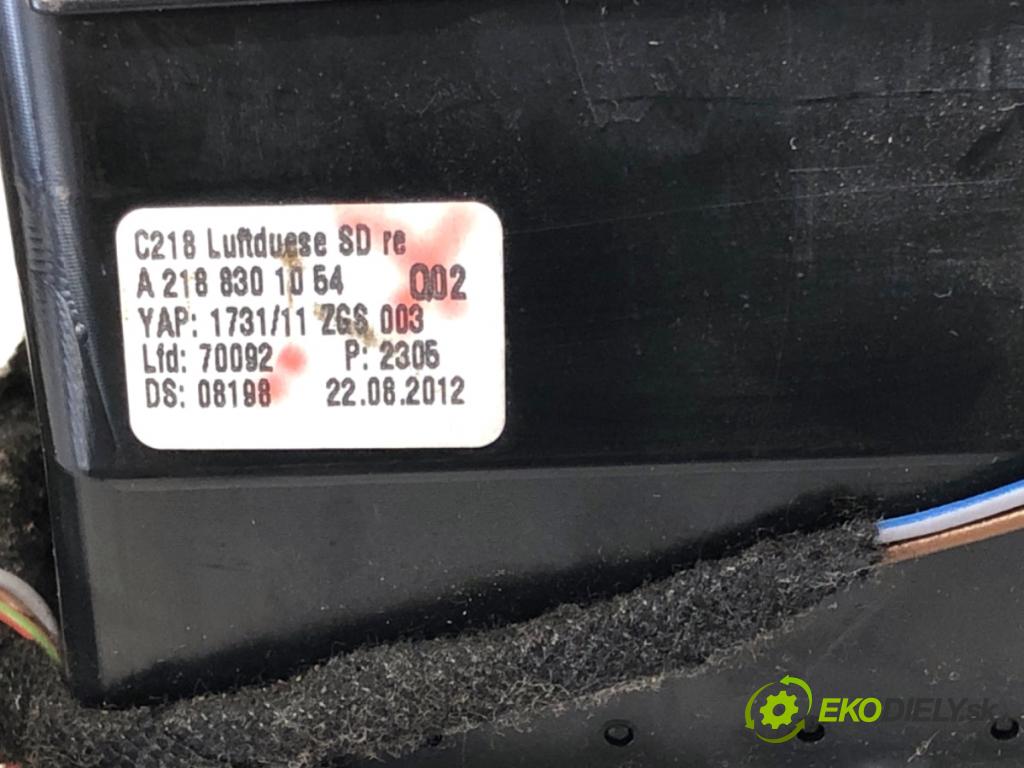 C218 Luftduese SD re
A 218 830 10 54 002
YAP: 1731/11 ZGS 003
Lfd: 70092 P: 2305
DS: 08198 22.08.2012
EKODIELY.sk